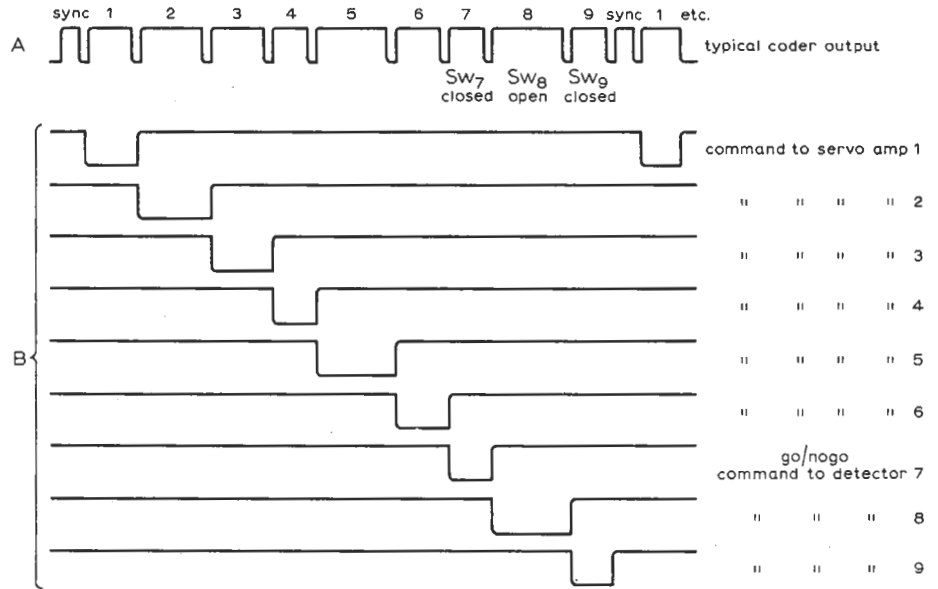 sync 1 2 3 4 5 6 7 8 9 sync 1 etc.
A typical coder output
Sw7 Sw8 Sw9
closed open closed
command to servo amp 1
" " " " 2
" " " " 3
" " " " 4
B " " " " 5
" " " " 6
go/nogo
command to detector 7
" " " 8
" " " 9